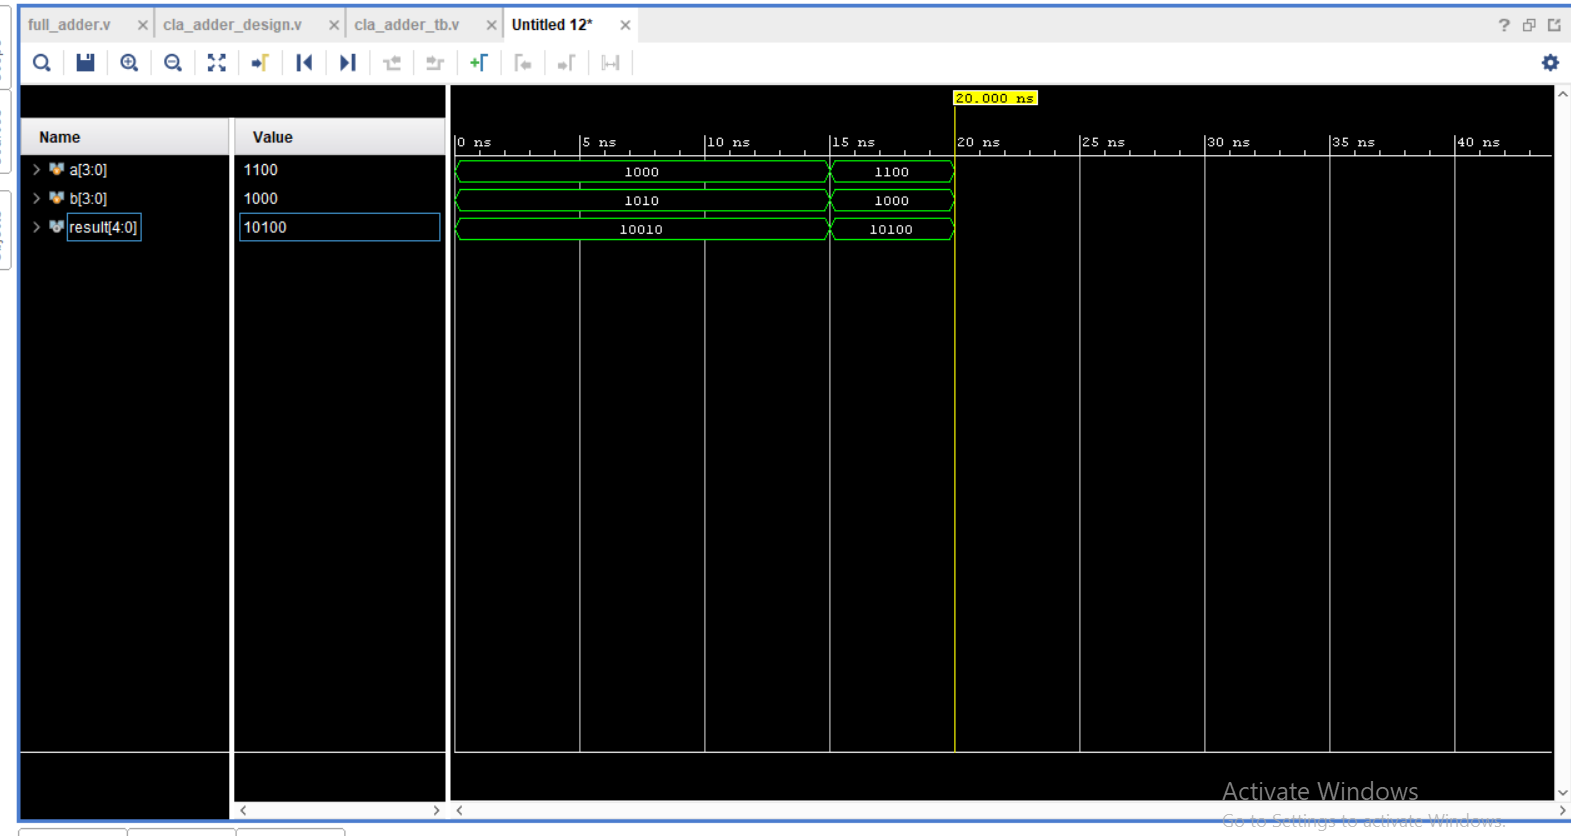 full_adder.v cla_adder_design.v cla_adder_tb.v Untitled 12*
20.000 ns
Name Value
0 ns 5 ns 10 ns 15 ns 20 ns 25 ns 30 ns 35 ns 40 ns
a[3:0] 1100 1000 1100
b[3:0] 1000 1010 1000
result[4:0] 10100 10010 10100
Activate Windows
Go to Settings to activate Windows.